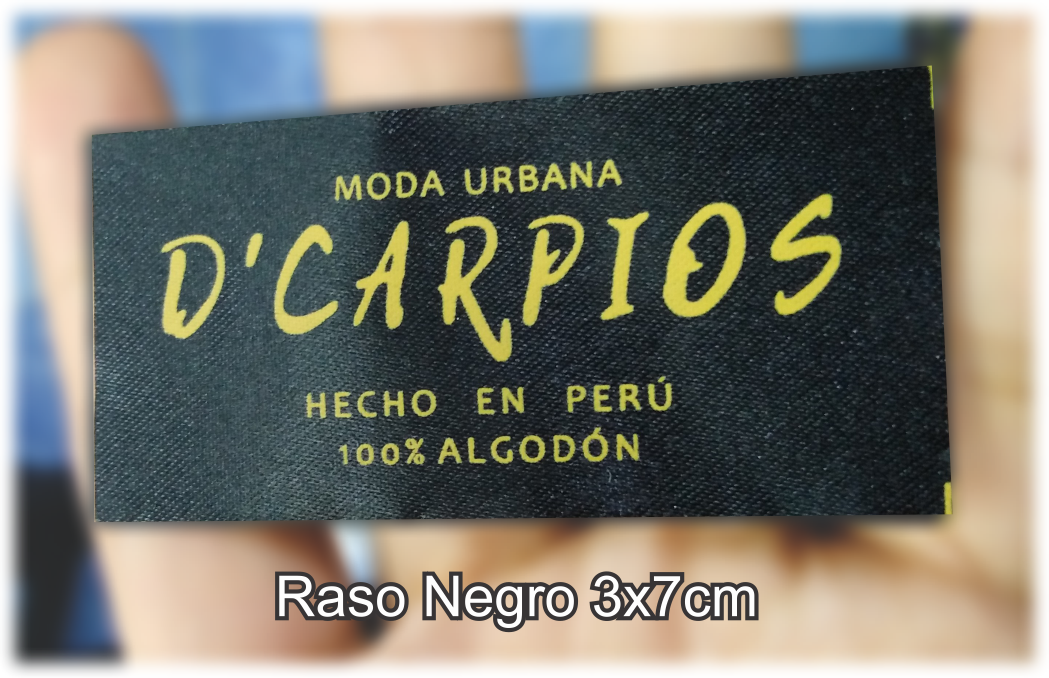 MODA URBANA
D'CARPIOS
HECHO EN PERÚ
100% ALGODÓN
Raso Negro 3x7cm